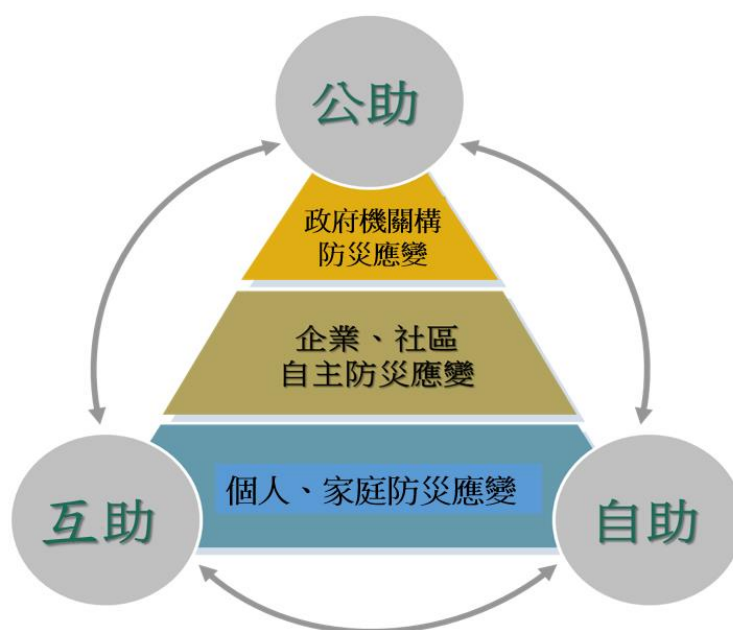 公助
政府機關構
防災應變
企業、社區
自主防災應變
個人、家庭防災應變
互助
自助